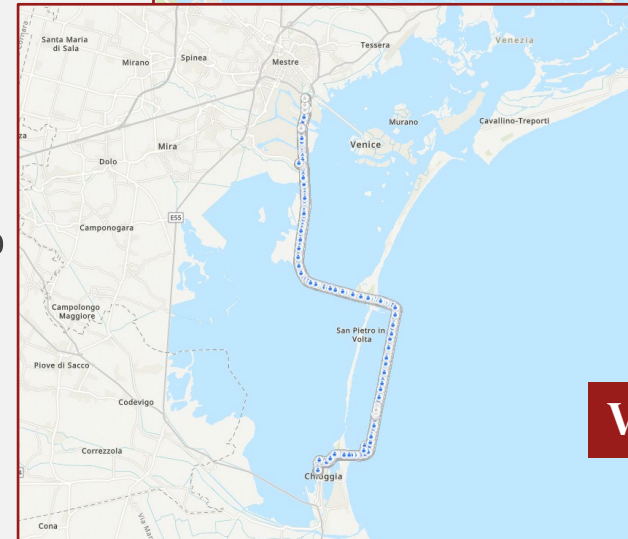 Santa Maria
di Sala
Mirano
Spinea
Mestre
Tessera
Venezia
Murano
Cavallino-Treporti
Venice
Mira
Dolo
E55
Camponogara
Campolongo
Maggiore
San Pietro in
Volta
Piove di Sacco
Codevigo
Correzzola
Chioggia
Cona
V